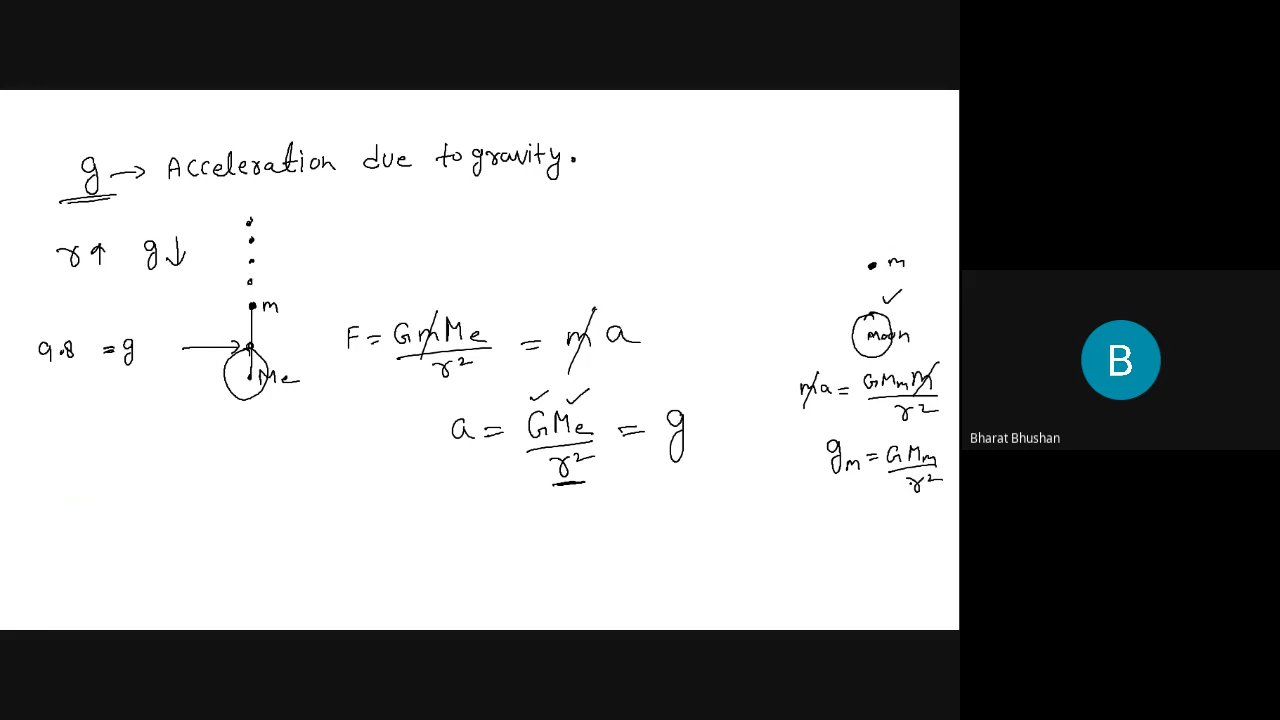 g → Acceleration due to gravity.
r ↑ g ↓
m
9.8 = g
Me
F = GmMe/r² = ma
a = GMe/r² = g
m
moon
ma = GMmm/r²
gm = GMm/r²
B
Bharat Bhushan